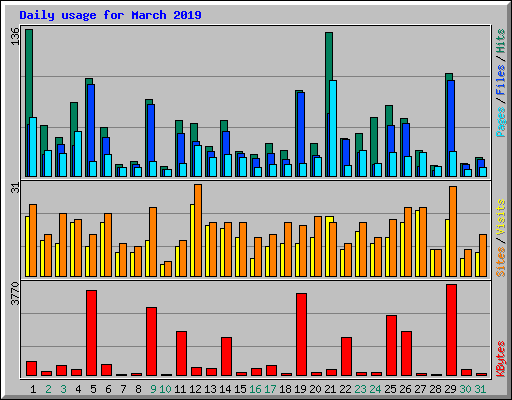 Daily usage for March 2019
136
Pages / Files / Hits
31
Sites / Visits
3770
KBytes
1 2 3 4 5 6 7 8 9 10 11 12 13 14 15 16 17 18 19 20 21 22 23 24 25 26 27 28 29 30 31